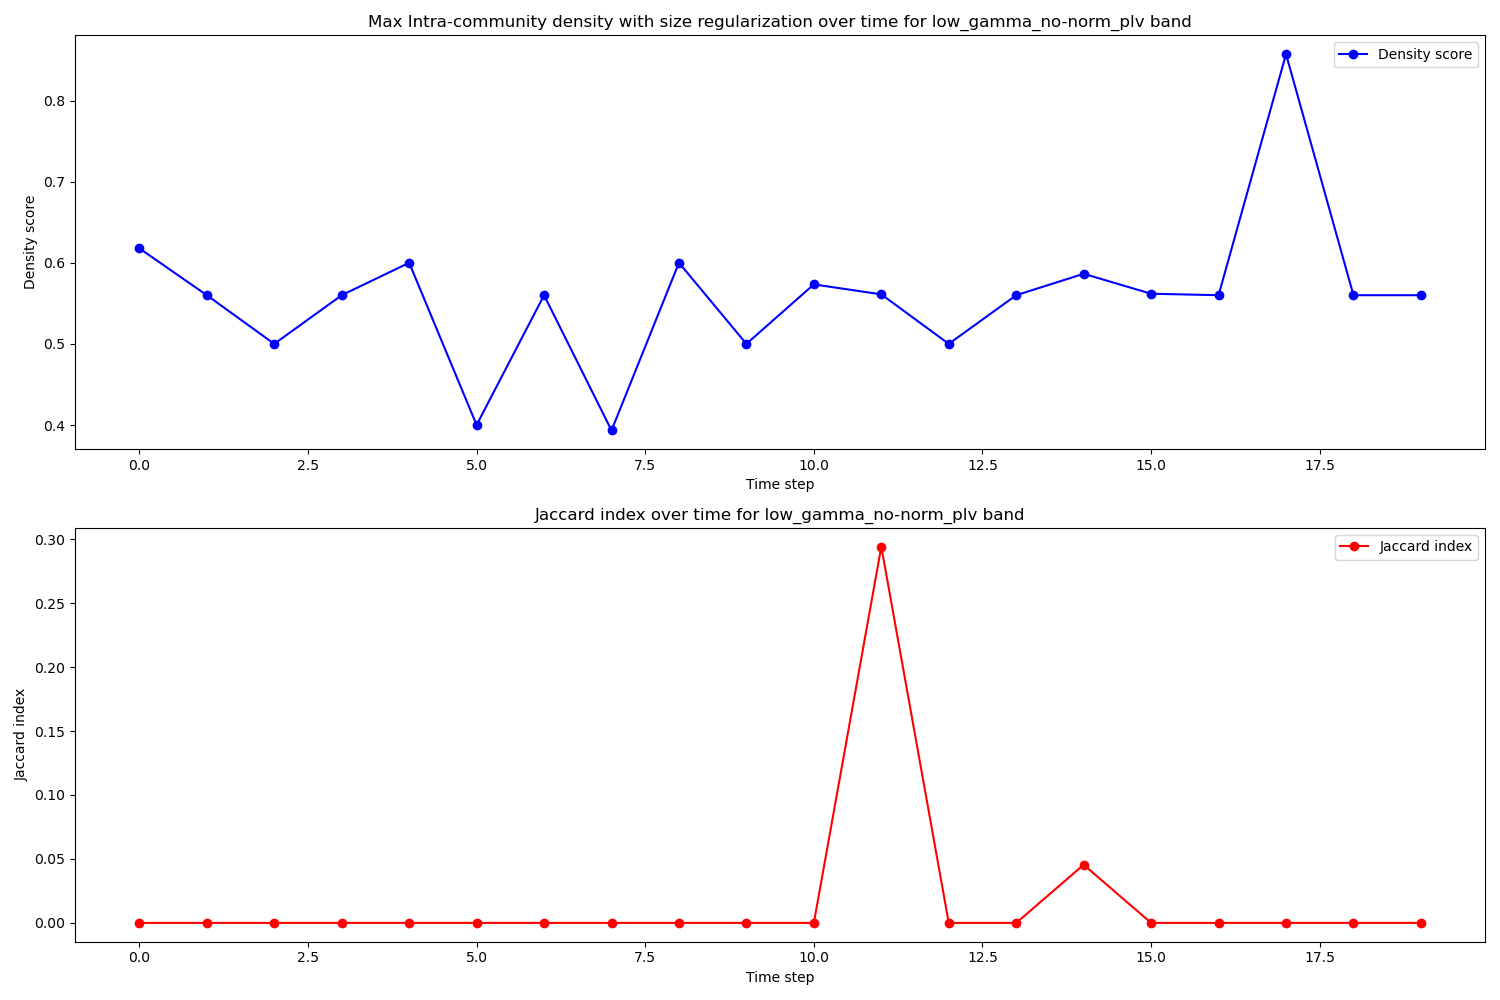 Max Intra-community density with size regularization over time for low_gamma_no-norm_plv band
Density score
0.8
0.7
0.6
0.5
0.4
Density score
0.0 2.5 5.0 7.5 10.0 12.5 15.0 17.5
Time step
Jaccard index over time for low_gamma_no-norm_plv band
Jaccard index
0.30
0.25
0.20
0.15
0.10
0.05
0.00
Jaccard index
0.0 2.5 5.0 7.5 10.0 12.5 15.0 17.5
Time step